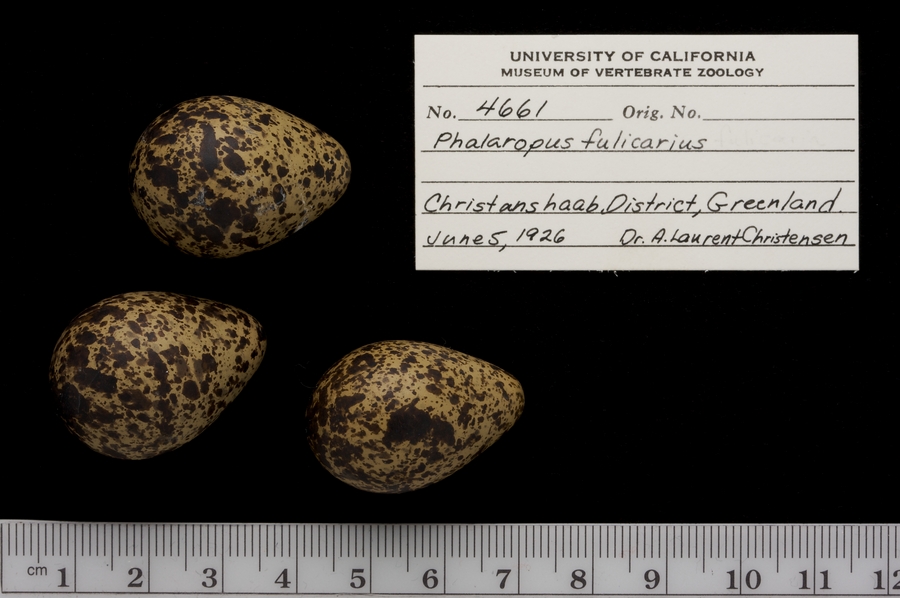 UNIVERSITY OF CALIFORNIA
MUSEUM OF VERTEBRATE ZOOLOGY
No. 4661 Orig. No.
Phalaropus fulicarius
Christanshaab, District, Greenland.
June 5, 1926 Dr. A. Laurent Christensen
cm 1 2 3 4 5 6 7 8 9 10 11 12